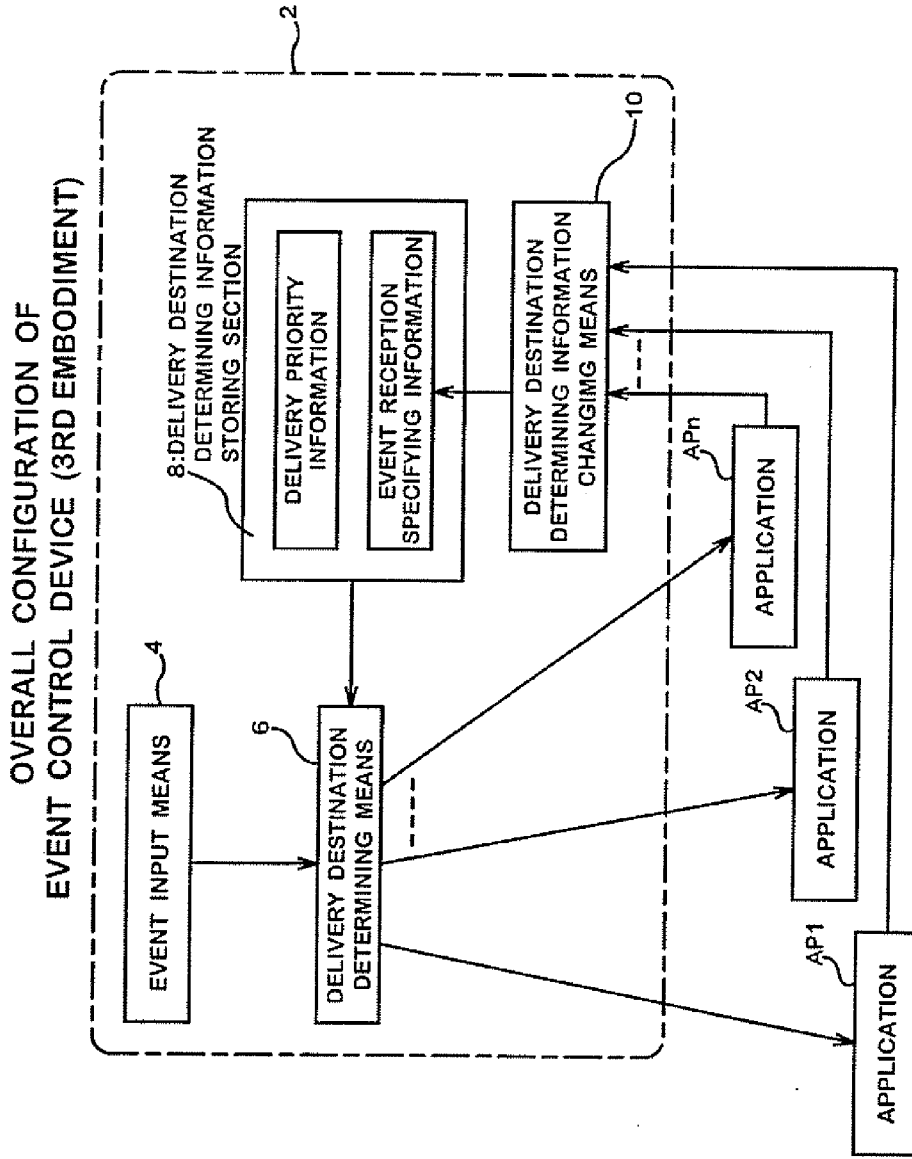 OVERALL CONFIGURATION OF
EVENT CONTROL DEVICE (3RD EMBODIMENT)
2
4
EVENT INPUT MEANS
6
DELIVERY DESTINATION
DETERMINING MEANS
8:DELIVERY DESTINATION
DETERMINING INFORMATION
STORING SECTION
DELIVERY PRIORITY
INFORMATION
EVENT RECEPTION
SPECIFYING INFORMATION
10
DELIVERY DESTINATION
DETERMINING INFORMATION
CHANGIMG MEANS
AP1
APPLICATION
AP2
APPLICATION
APn
APPLICATION